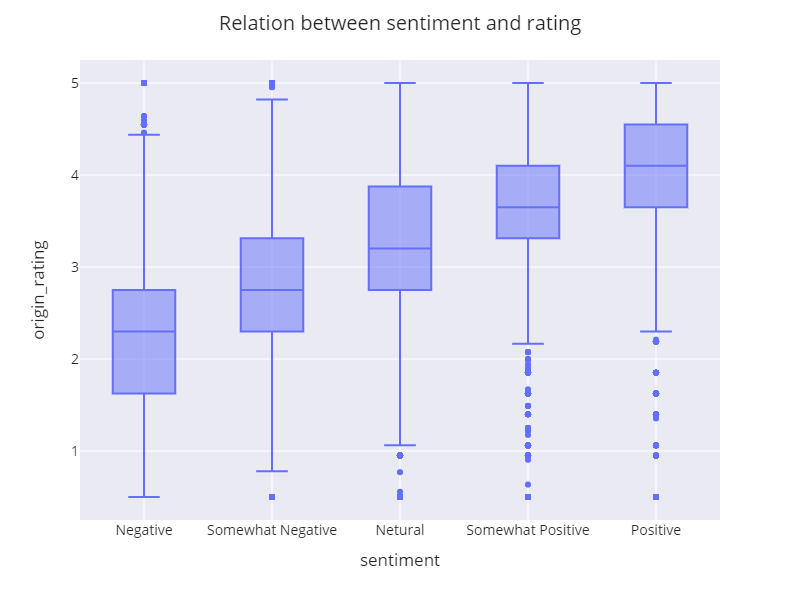 Relation between sentiment and rating
5
4
3
2
1
origin_rating
Negative Somewhat Negative Netural Somewhat Positive Positive
sentiment